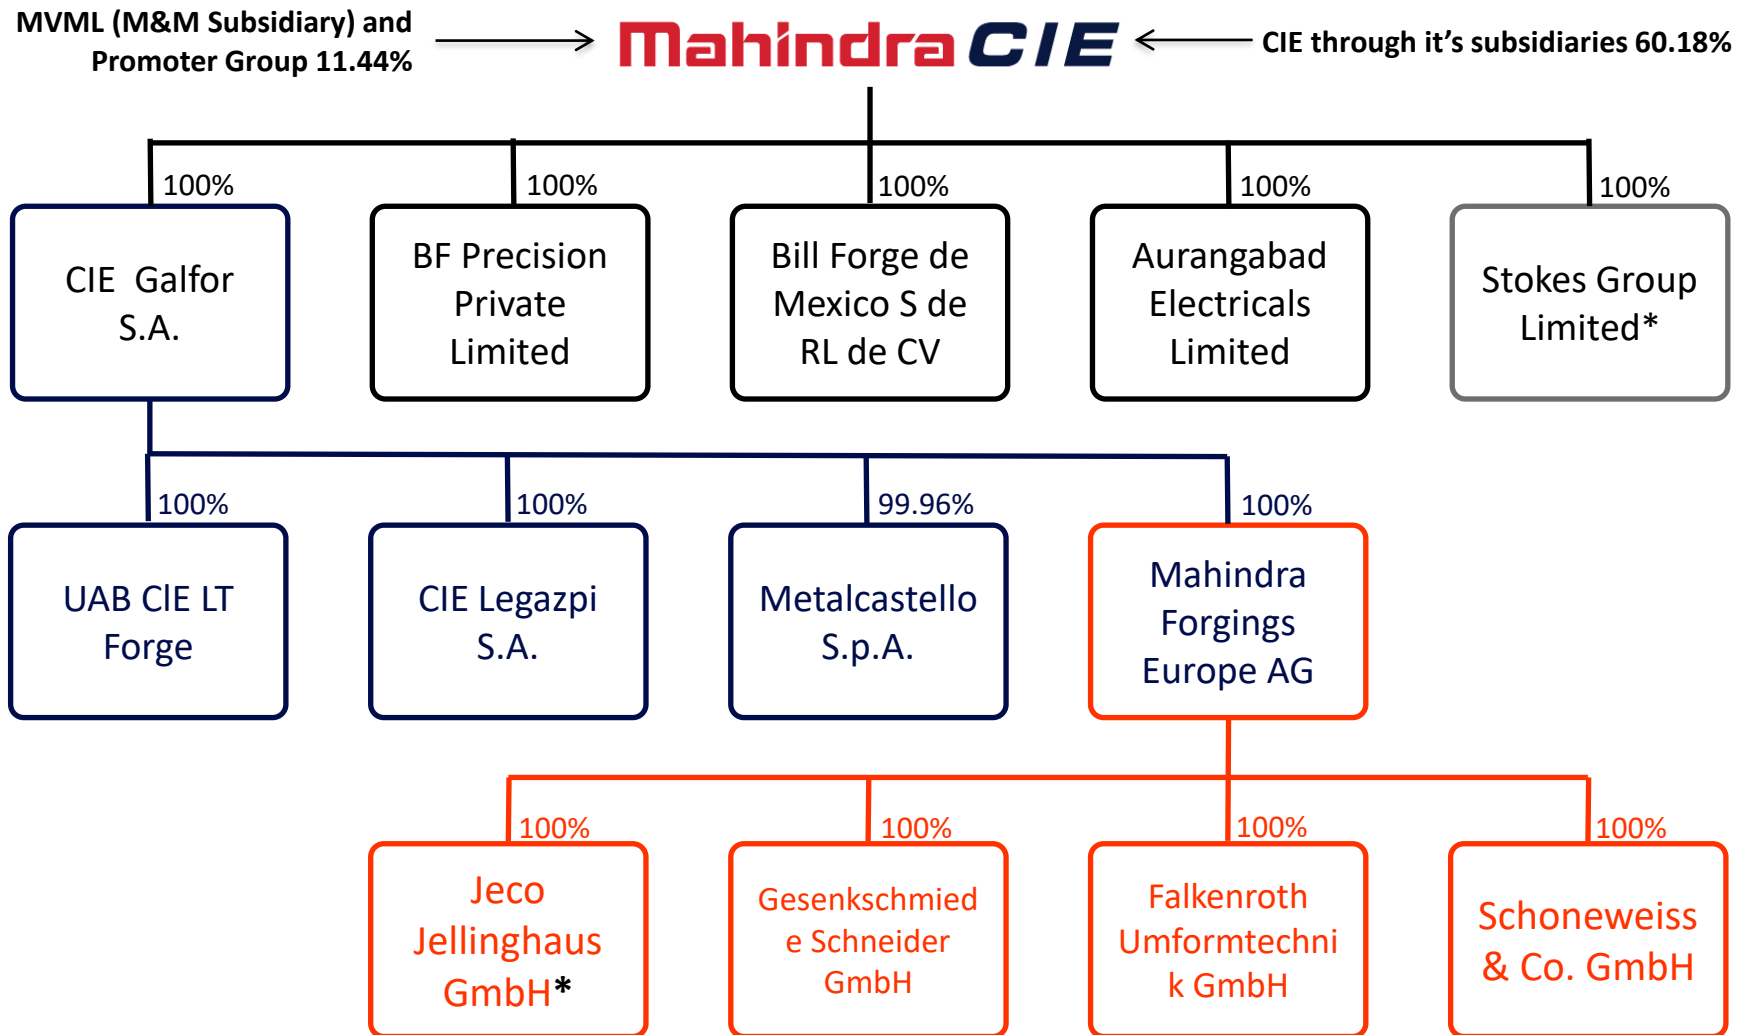 MVML (M&M Subsidiary) and
Promoter Group 11.44%
Mahindra CIE
CIE through it's subsidiaries 60.18%
100%
100%
100%
100%
100%
CIE Galfor
S.A.
BF Precision
Private
Limited
Bill Forge de
Mexico S de
RL de CV
Aurangabad
Electricals
Limited
Stokes Group
Limited*
100%
100%
99.96%
100%
UAB CIE LT
Forge
CIE Legazpi
S.A.
Metalcastello
S.p.A.
Mahindra
Forgings
Europe AG
100%
100%
100%
100%
Jeco
Jellinghaus
GmbH*
Gesenkschmied
e Schneider
GmbH
Falkenroth
Umformtechni
k GmbH
Schoneweiss
& Co. GmbH